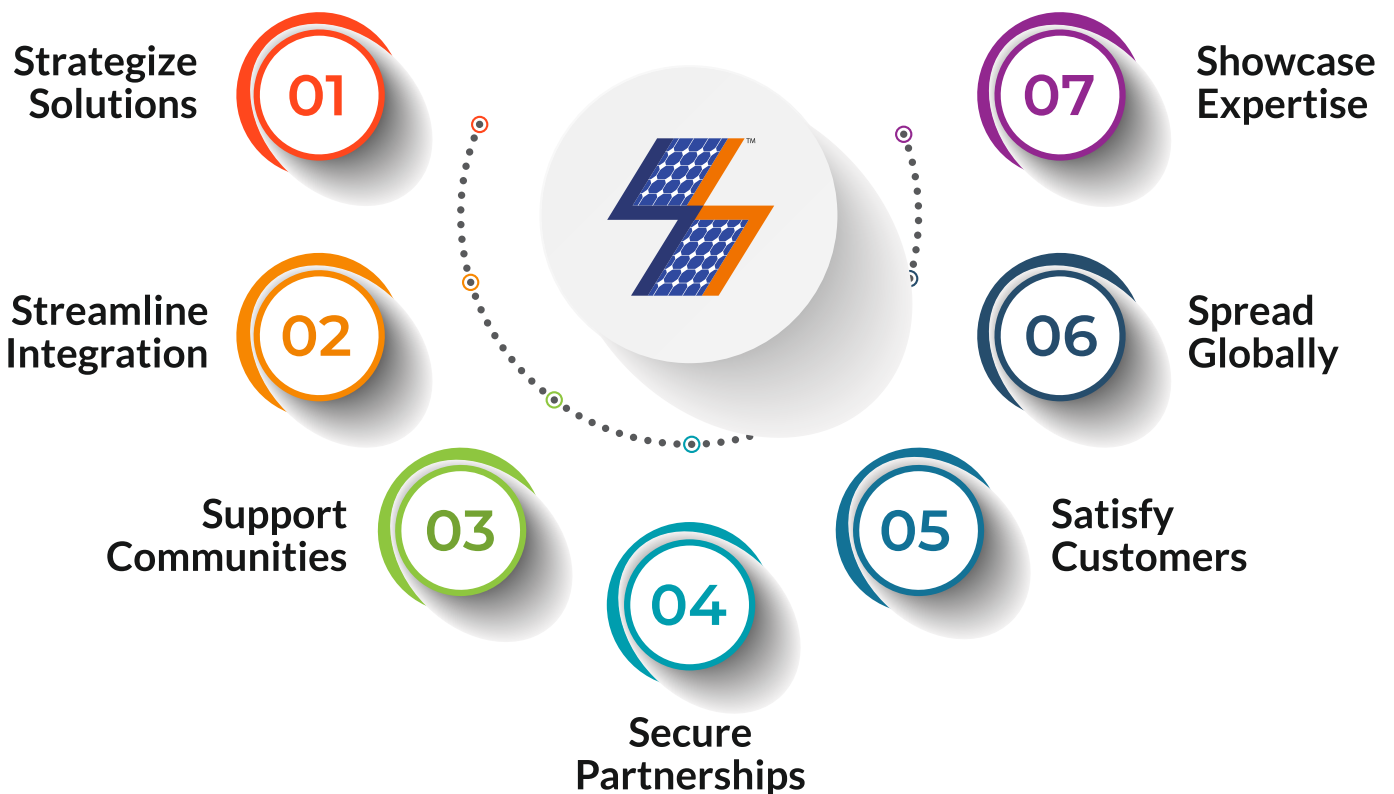 Strategize
Solutions
01
Streamline
Integration
02
Support
Communities
03
04
Secure
Partnerships
05
Satisfy
Customers
06
Spread
Globally
07
Showcase
Expertise
TM